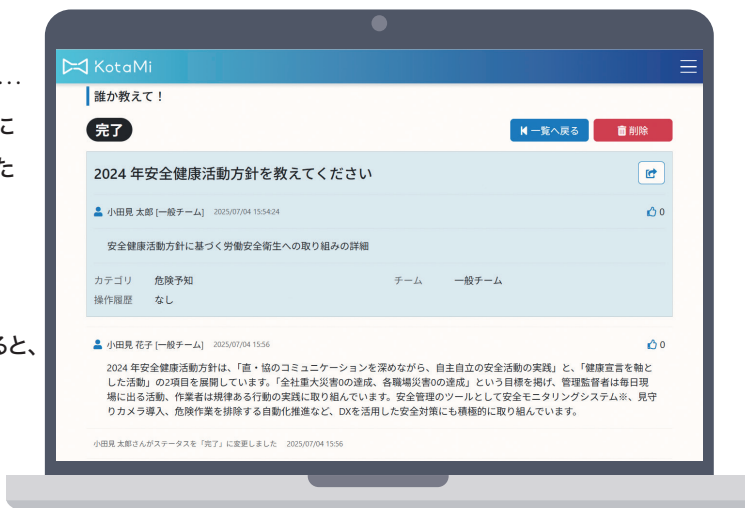 …
に
た
ると、
KotaMi
誰か教えて！
完了
一覧へ戻る
削除
2024 年安全健康活動方針を教えてください
小田見 太郎 [一般チーム] 2025/07/04 15:54:24
0
安全健康活動方針に基づく労働安全衛生への取り組みの詳細
カテゴリ 危険予知 チーム 一般チーム
操作履歴 なし
小田見 花子 [一般チーム] 2025/07/04 15:56
0
2024 年安全健康活動方針は、「直・協のコミュニケーションを深めながら、自主自立の安全活動の実践」と、「健康宣言を軸と
した活動」の2項目を展開しています。「全社重大災害0の達成、各職場災害0の達成」という目標を掲げ、管理監督者は毎日現
場に出る活動、作業者は規律ある行動の実践に取り組んでいます。安全管理のツールとして安全モニタリングシステム※、見守
りカメラ導入、危険作業を排除する自動化推進など、DXを活用した安全対策にも積極的に取り組んでいます。
小田見 太郎さんがステータスを「完了」に変更しました 2025/07/04 15:56